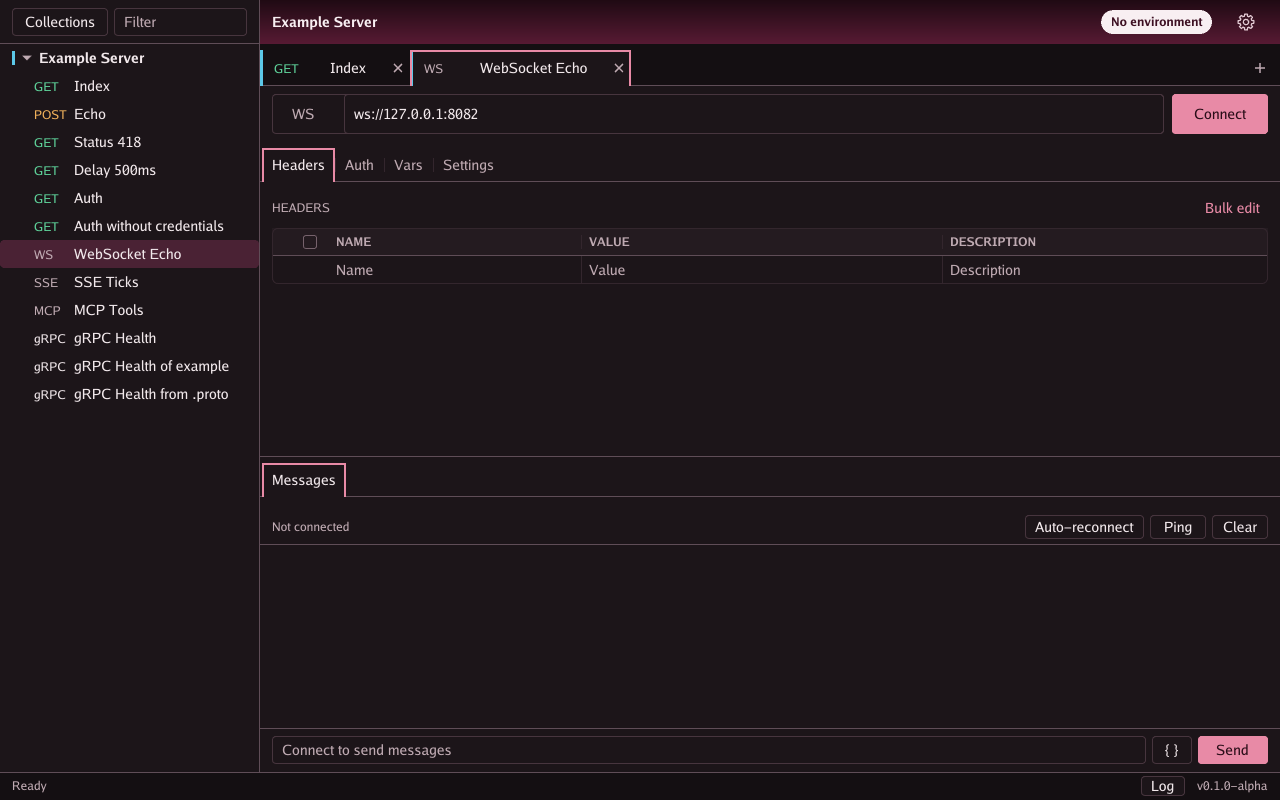 Collections
Filter
Example Server
No environment
Example Server
GET Index
POST Echo
GET Status 418
GET Delay 500ms
GET Auth
GET Auth without credentials
WS WebSocket Echo
SSE SSE Ticks
MCP MCP Tools
gRPC gRPC Health
gRPC gRPC Health of example
gRPC gRPC Health from .proto
GET Index
WS WebSocket Echo
WS ws://127.0.0.1:8082 Connect
Headers Auth Vars Settings
HEADERS Bulk edit
NAME VALUE DESCRIPTION
Name Value Description
Messages
Not connected Auto-reconnect Ping Clear
Connect to send messages { } Send
Ready Log v0.1.0-alpha